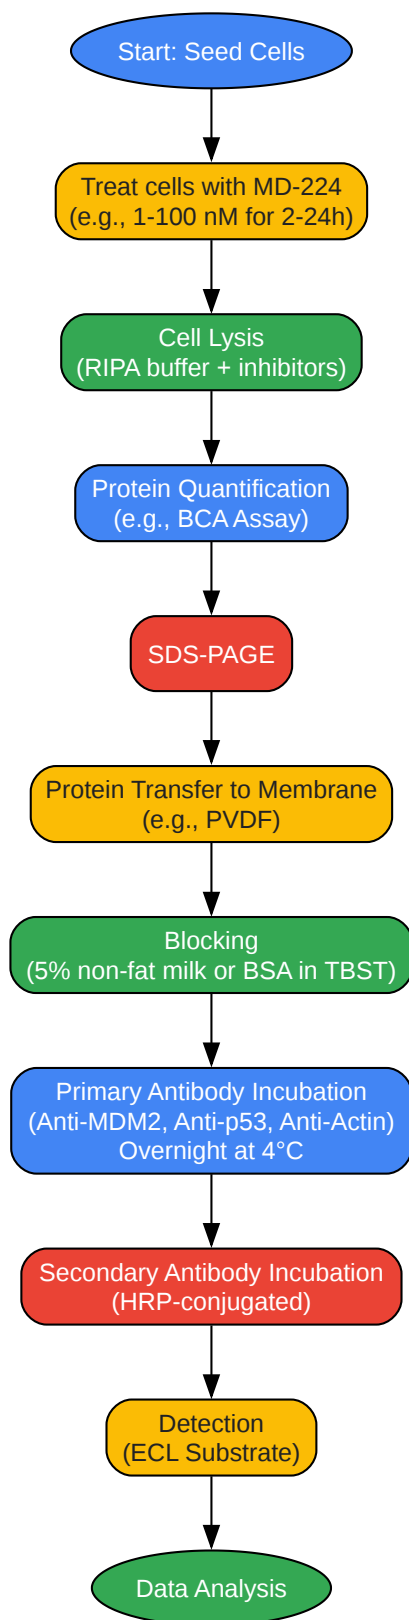 Start: Seed Cells
Treat cells with MD-224
(e.g., 1-100 nM for 2-24h)
Cell Lysis
(RIPA buffer + inhibitors)
Protein Quantification
(e.g., BCA Assay)
SDS-PAGE
Protein Transfer to Membrane
(e.g., PVDF)
Blocking
(5% non-fat milk or BSA in TBST)
Primary Antibody Incubation
(Anti-MDM2, Anti-p53, Anti-Actin)
Overnight at 4°C
Secondary Antibody Incubation
(HRP-conjugated)
Detection
(ECL Substrate)
Data Analysis